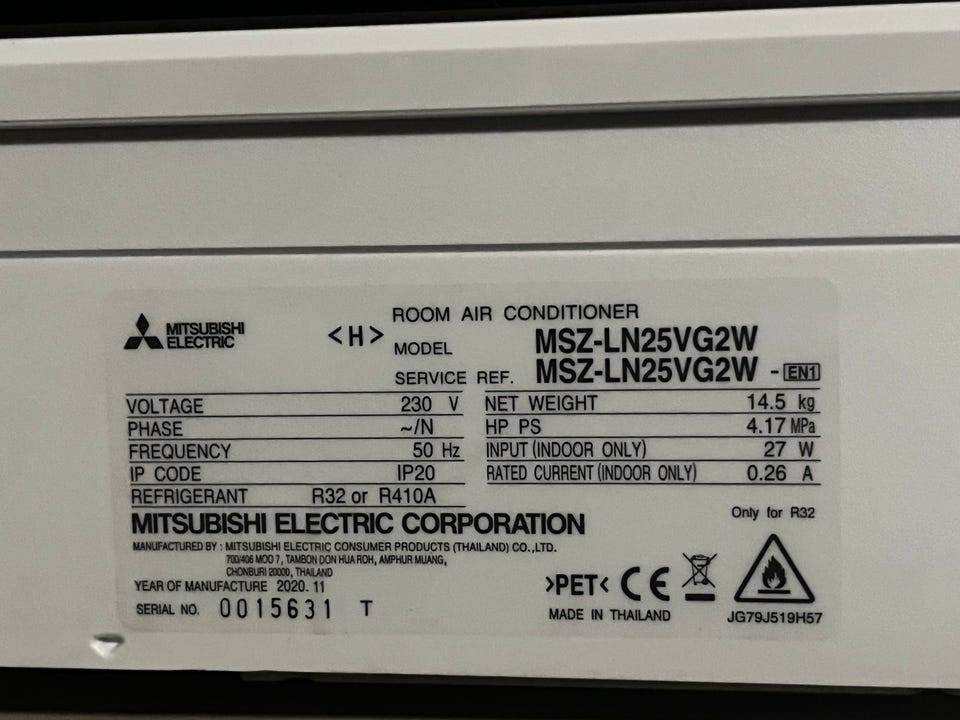 MITSUBISHI
ELECTRIC
<H>
ROOM AIR CONDITIONER
MODEL MSZ-LN25VG2W
SERVICE REF. MSZ-LN25VG2W - EN1
VOLTAGE 230 V
PHASE ~/N
FREQUENCY 50 Hz
IP CODE IP20
REFRIGERANT R32 or R410A
NET WEIGHT 14.5 kg
HP PS 4.17 MPa
INPUT (INDOOR ONLY) 27 W
RATED CURRENT (INDOOR ONLY) 0.26 A
MITSUBISHI ELECTRIC CORPORATION
Only for R32
MANUFACTURED BY : MITSUBISHI ELECTRIC CONSUMER PRODUCTS (THAILAND) CO., LTD.
700/406 MOO 7, TAMBON DON HUA ROH, AMPHUR MUANG,
CHONBURI 20000, THAILAND
YEAR OF MANUFACTURE 2020. 11
SERIAL NO. 0015631 T
>PET< CE
MADE IN THAILAND
JG79J519H57